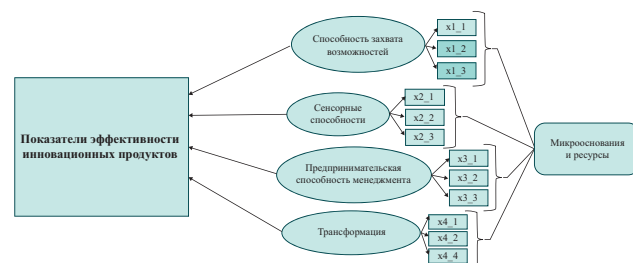 Способность захвата
возможностей
x1_1
x1_2
x1_3
Сенсорные
способности
x2_1
x2_2
x2_3
Показатели эффективности
инновационных продуктов
Микрооснования
и ресурсы
Предпринимательская
способность менеджмента
x3_1
x3_2
x3_3
Трансформация
x4_1
x4_2
x4_4